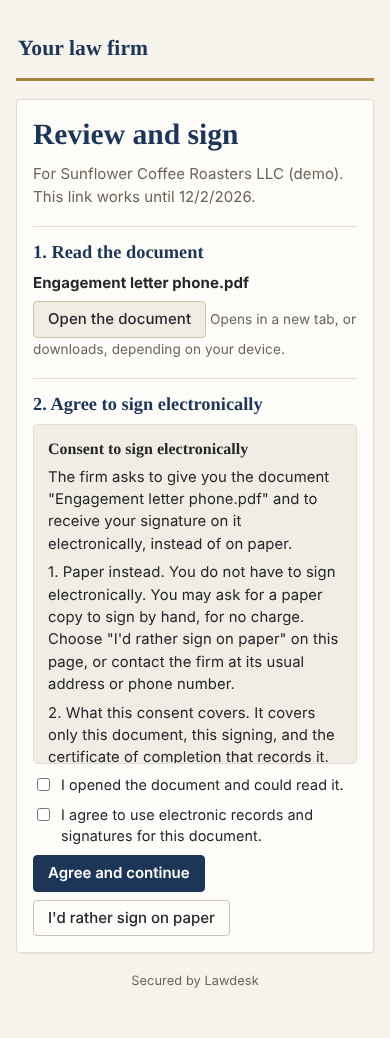 Your law firm
Review and sign
For Sunflower Coffee Roasters LLC (demo).
This link works until 12/2/2026.
1. Read the document
Engagement letter phone.pdf
Open the document Opens in a new tab, or
downloads, depending on your device.
2. Agree to sign electronically
Consent to sign electronically
The firm asks to give you the document
"Engagement letter phone.pdf" and to
receive your signature on it
electronically, instead of on paper.
1. Paper instead. You do not have to sign
electronically. You may ask for a paper
copy to sign by hand, for no charge.
Choose "I'd rather sign on paper" on this
page, or contact the firm at its usual
address or phone number.
2. What this consent covers. It covers
only this document, this signing, and the
certificate of completion that records it.
I opened the document and could read it.
I agree to use electronic records and
signatures for this document.
Agree and continue
I'd rather sign on paper
Secured by Lawdesk